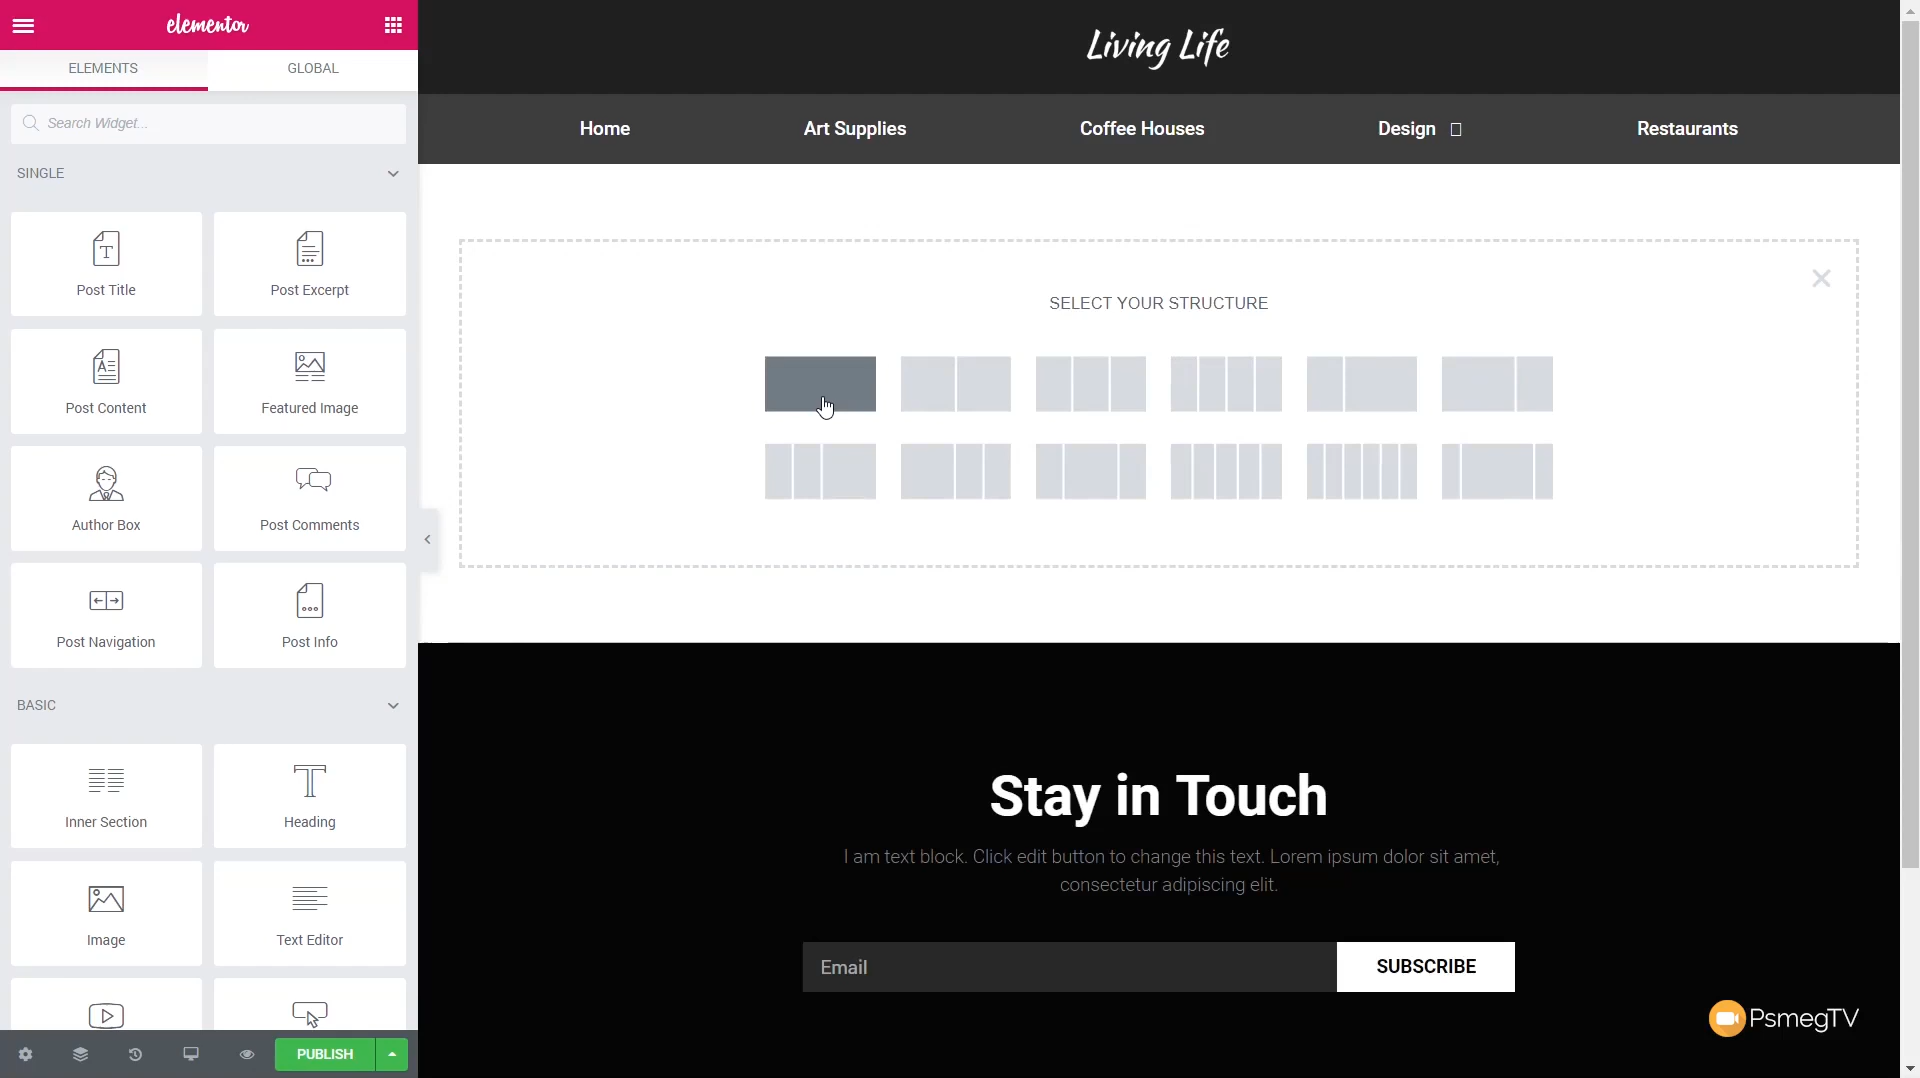 elementor
ELEMENTS
GLOBAL
Search Widget...
SINGLE
Post Title
Post Excerpt
Post Content
Featured Image
Author Box
Post Comments
Post Navigation
Post Info
BASIC
Inner Section
Heading
Image
Text Editor
PUBLISH
Living Life
Home
Art Supplies
Coffee Houses
Design
Restaurants
SELECT YOUR STRUCTURE
Stay in Touch
I am text block. Click edit button to change this text. Lorem ipsum dolor sit amet,
consectetur adipiscing elit.
Email
SUBSCRIBE
PsmegTV